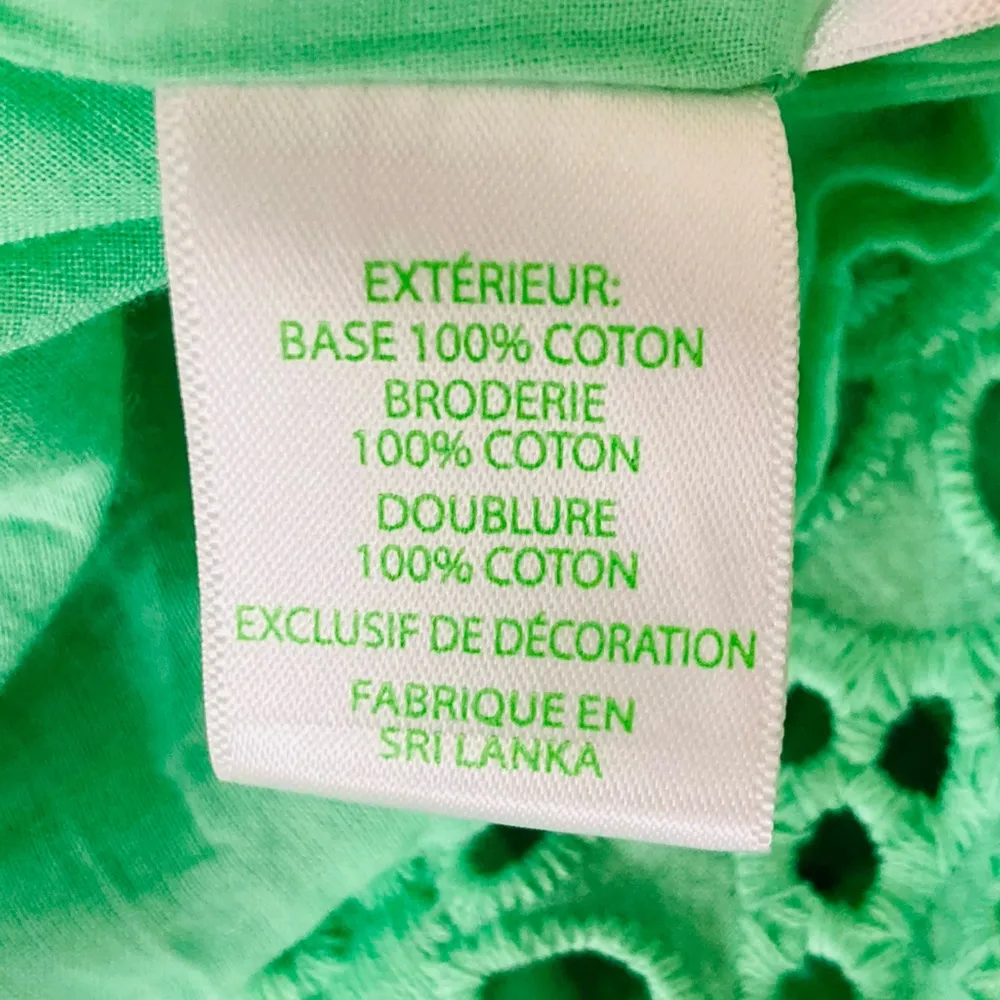 EXTÉRIEUR:
BASE 100% COTON
BRODERIE
100% COTON
DOUBLURE
100% COTON
EXCLUSIF DE DÉCORATION
FABRIQUE EN
SRI LANKA